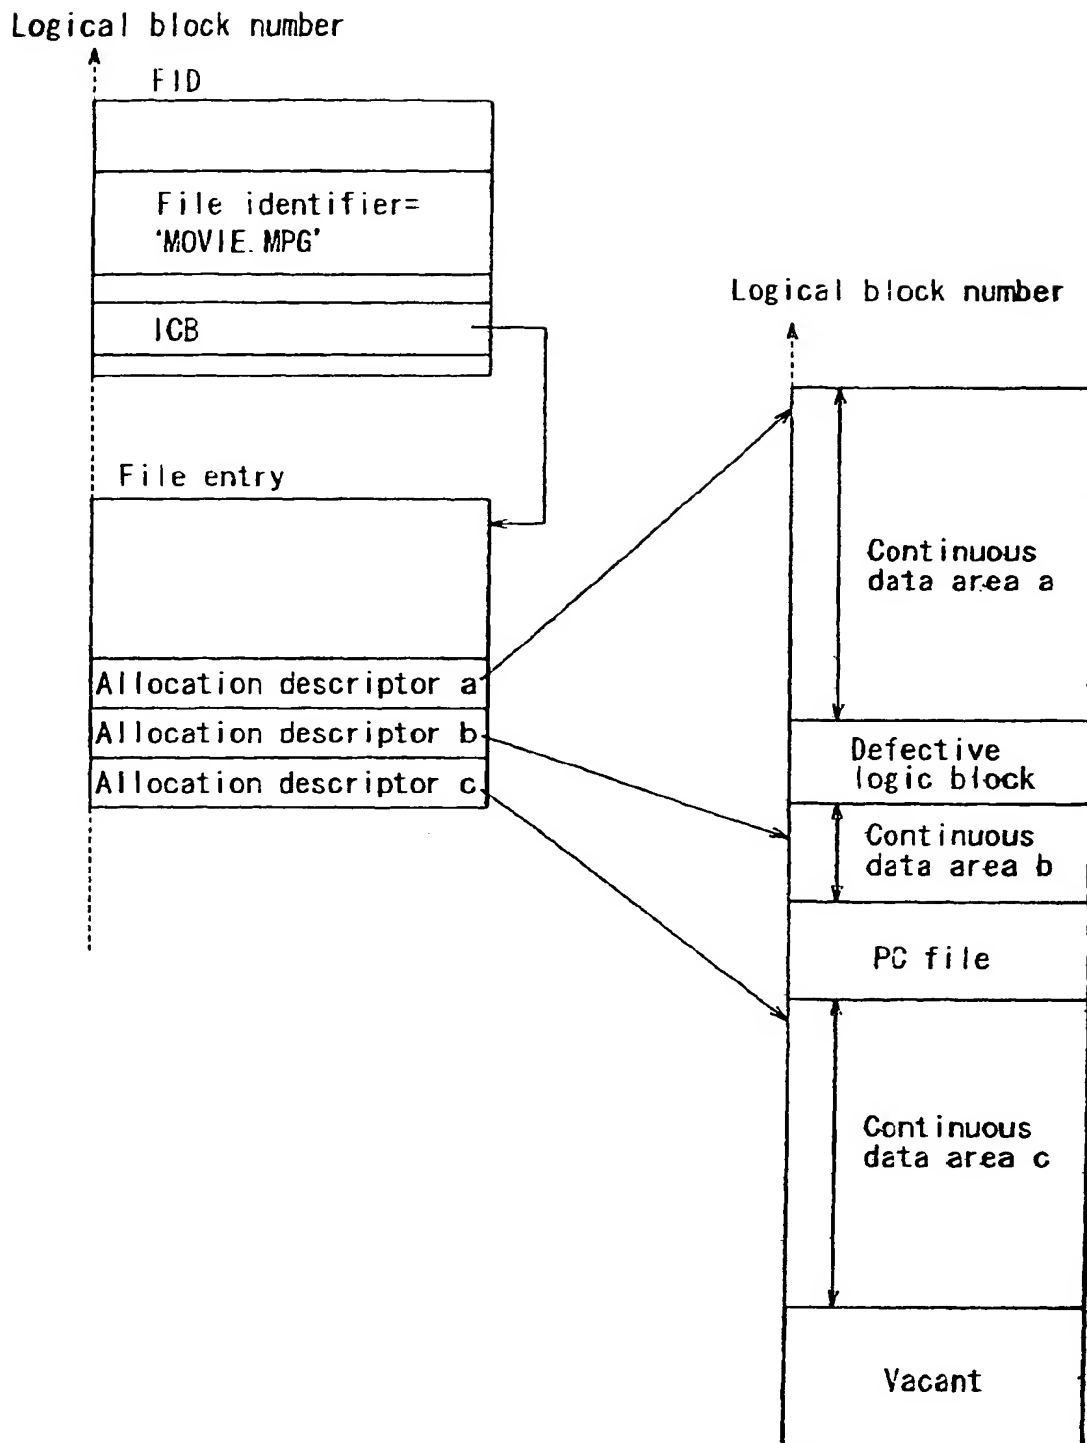 Logical block number
FID
File identifier=
'MOVIE.MPG'
ICB
File entry
Allocation descriptor a
Allocation descriptor b
Allocation descriptor c
Logical block number
Continuous
data area a
Defective
logic block
Continuous
data area b
PC file
Continuous
data area c
Vacant